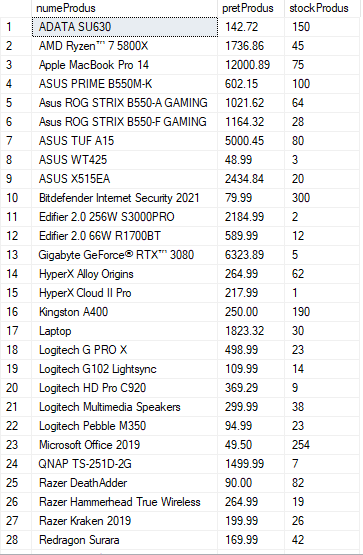 numeProdus pretProdus stockProdus
1 ADATA SU630 142.72 150
2 AMD Ryzen™ 7 5800X 1736.86 45
3 Apple MacBook Pro 14 12000.89 75
4 ASUS PRIME B550M-K 602.15 100
5 Asus ROG STRIX B550-A GAMING 1021.62 64
6 Asus ROG STRIX B550-F GAMING 1164.32 28
7 ASUS TUF A15 5000.45 80
8 ASUS WT425 48.99 3
9 ASUS X515EA 2434.84 20
10 Bitdefender Internet Security 2021 79.99 300
11 Edifier 2.0 256W S3000PRO 2184.99 2
12 Edifier 2.0 66W R1700BT 589.99 12
13 Gigabyte GeForce® RTX™ 3080 6323.89 5
14 HyperX Alloy Origins 264.99 62
15 HyperX Cloud II Pro 217.99 1
16 Kingston A400 250.00 190
17 Laptop 1823.32 30
18 Logitech G PRO X 498.99 23
19 Logitech G102 Lightsync 109.99 14
20 Logitech HD Pro C920 369.29 9
21 Logitech Multimedia Speakers 299.99 38
22 Logitech Pebble M350 94.99 23
23 Microsoft Office 2019 49.50 254
24 QNAP TS-251D-2G 1499.99 7
25 Razer DeathAdder 90.00 82
26 Razer Hammerhead True Wireless 264.99 19
27 Razer Kraken 2019 199.99 26
28 Redragon Surara 169.99 42